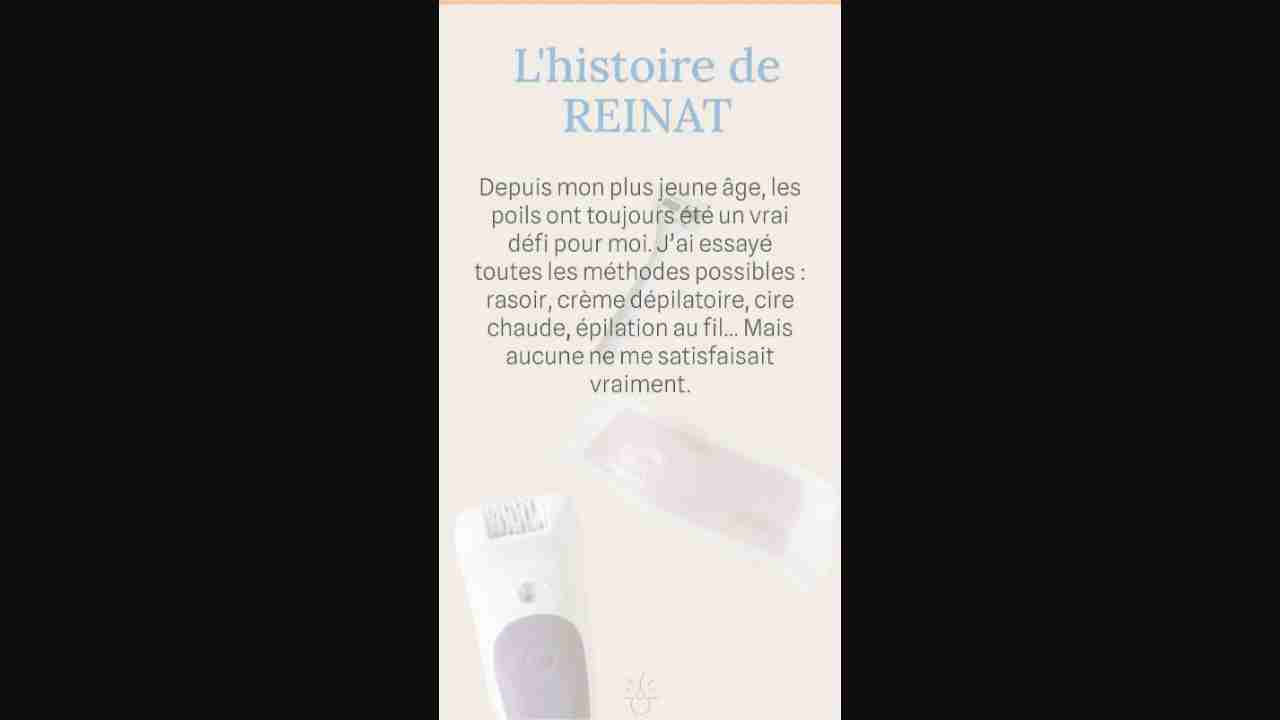 L'histoire de
REINAT
Depuis mon plus jeune âge, les
poils ont toujours été un vrai
défi pour moi. J'ai essayé
toutes les méthodes possibles :
rasoir, crème dépilatoire, cire
chaude, épilation au fil... Mais
aucune ne me satisfaisait
vraiment.